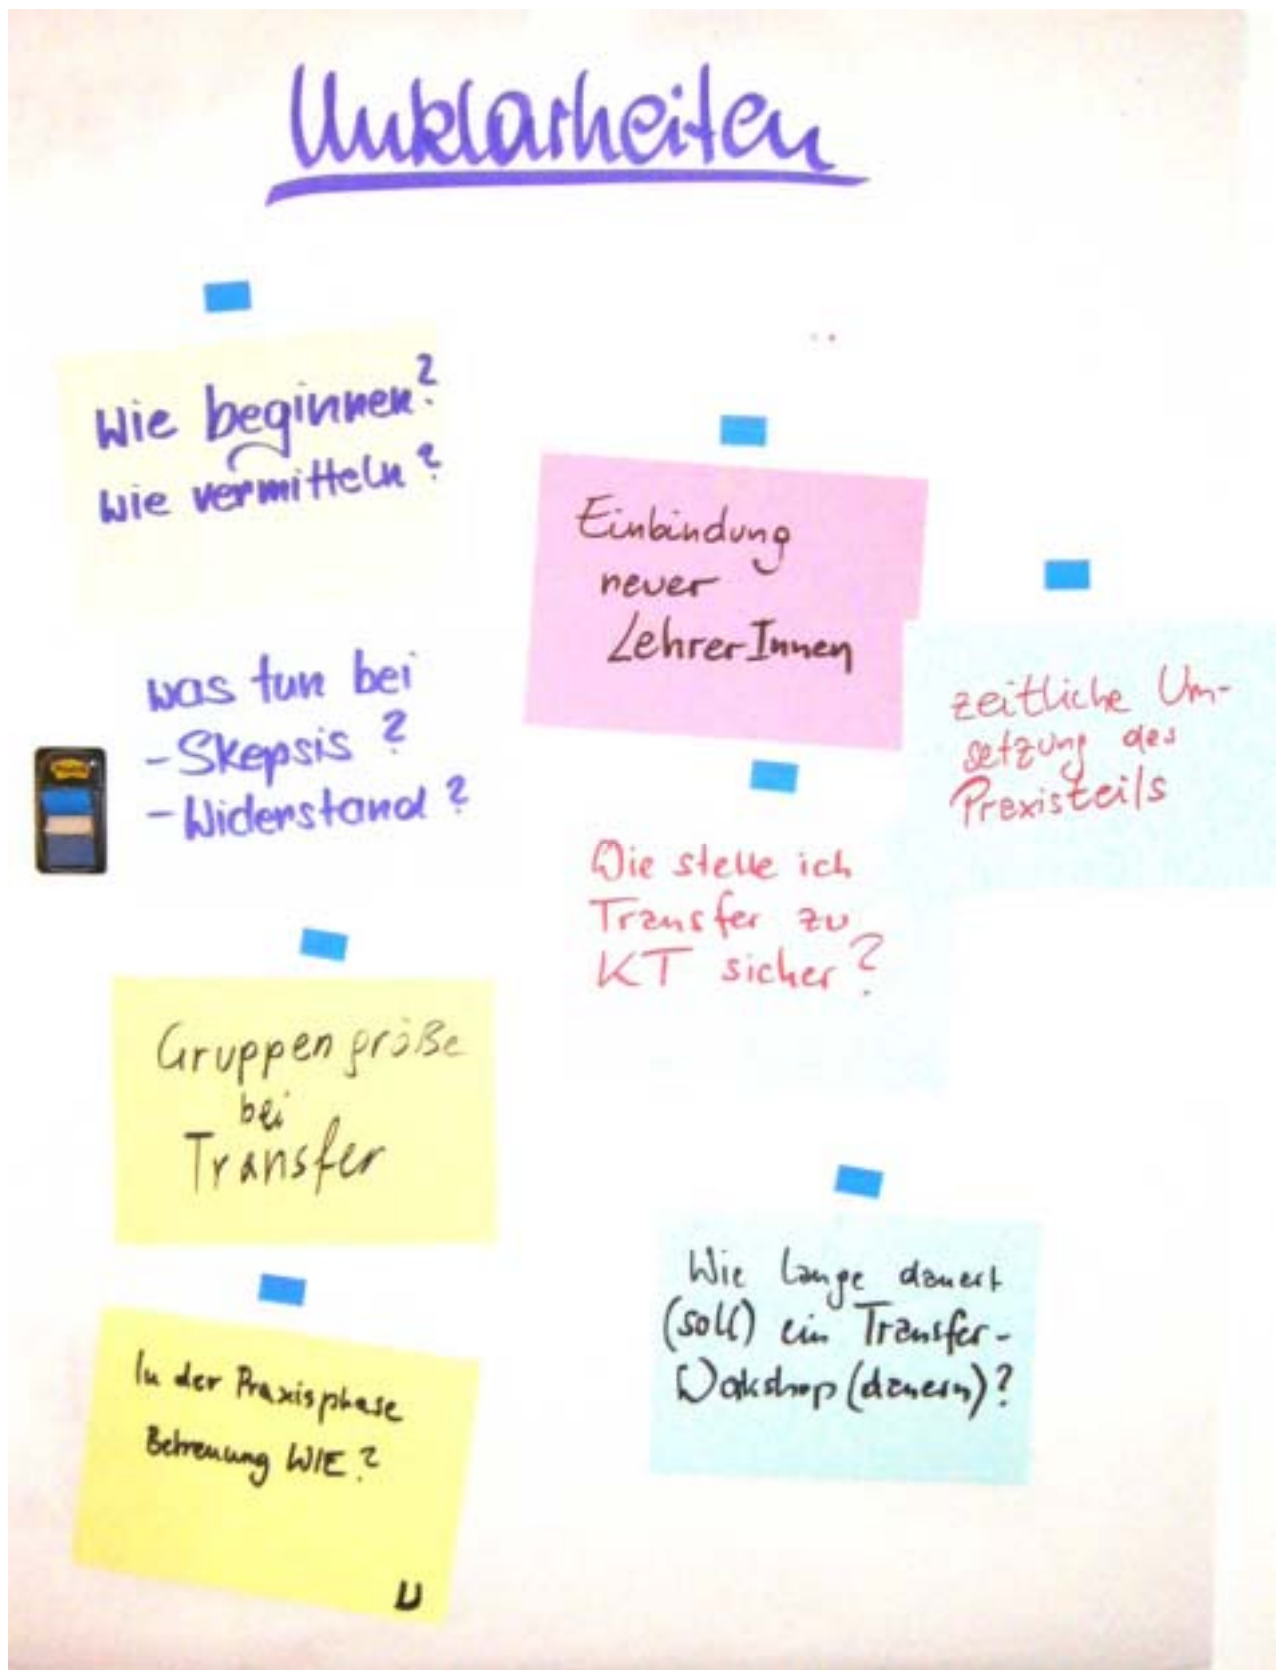 Unklarheiten
Wie beginnen?
Wie vermitteln?
Einbindung
neuer
LehrerInnen
was tun bei
- Skepsis?
- Widerstand?
zeitliche Um-
setzung des
Praxisteils
Wie stelle ich
Transfer zu
KT sicher?
Gruppengröße
bei
Transfer
Wie lange dauert
(soll) ein Transfer-
Wokshop (dauern)?
In der Praxisphase
Betreuung WIE?
U